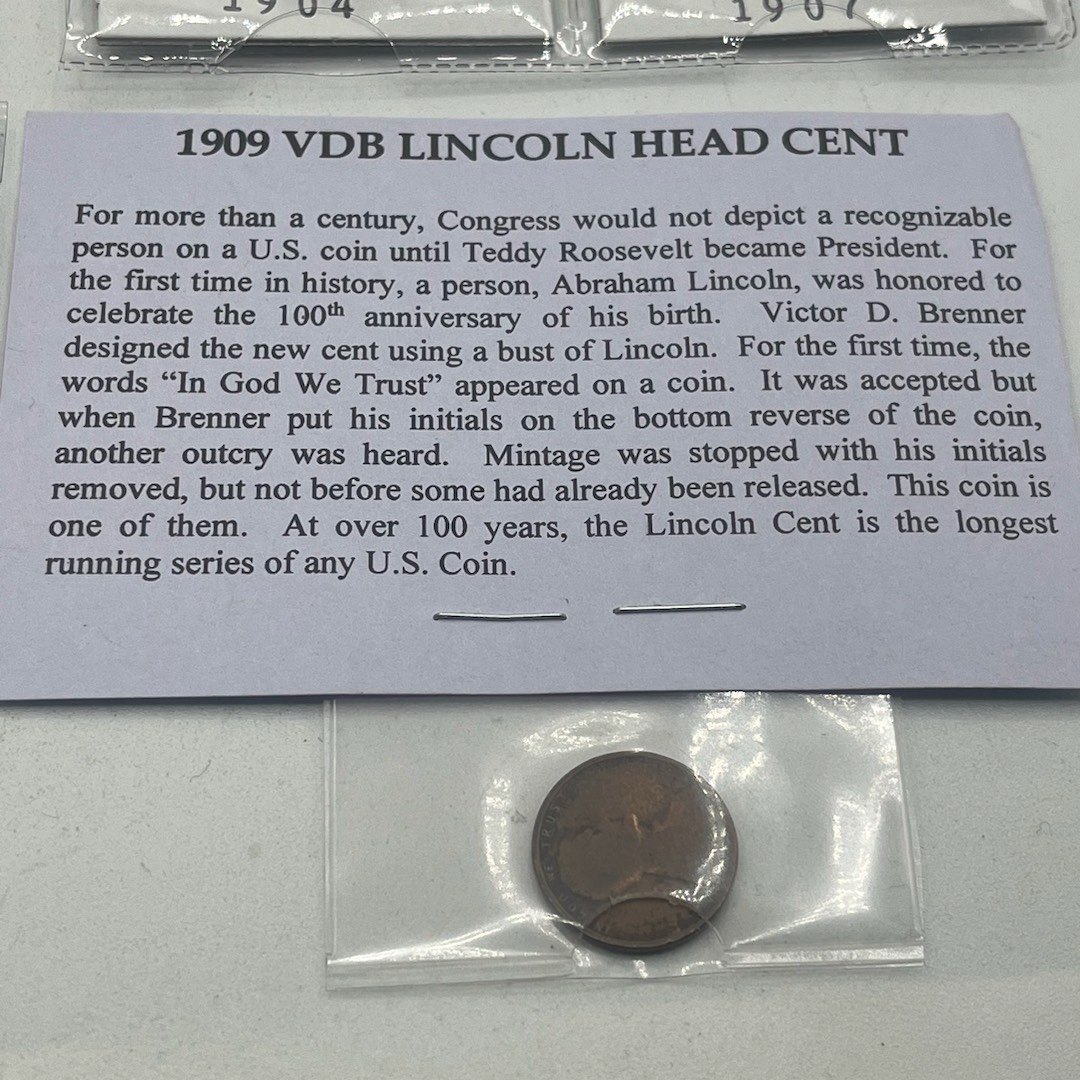 1904 1907
1909 VDB LINCOLN HEAD CENT
For more than a century, Congress would not depict a recognizable
person on a U.S. coin until Teddy Roosevelt became President. For
the first time in history, a person, Abraham Lincoln, was honored to
celebrate the 100th anniversary of his birth. Victor D. Brenner
designed the new cent using a bust of Lincoln. For the first time, the
words “In God We Trust” appeared on a coin. It was accepted but
when Brenner put his initials on the bottom reverse of the coin,
another outcry was heard. Mintage was stopped with his initials
removed, but not before some had already been released. This coin is
one of them. At over 100 years, the Lincoln Cent is the longest
running series of any U.S. Coin.